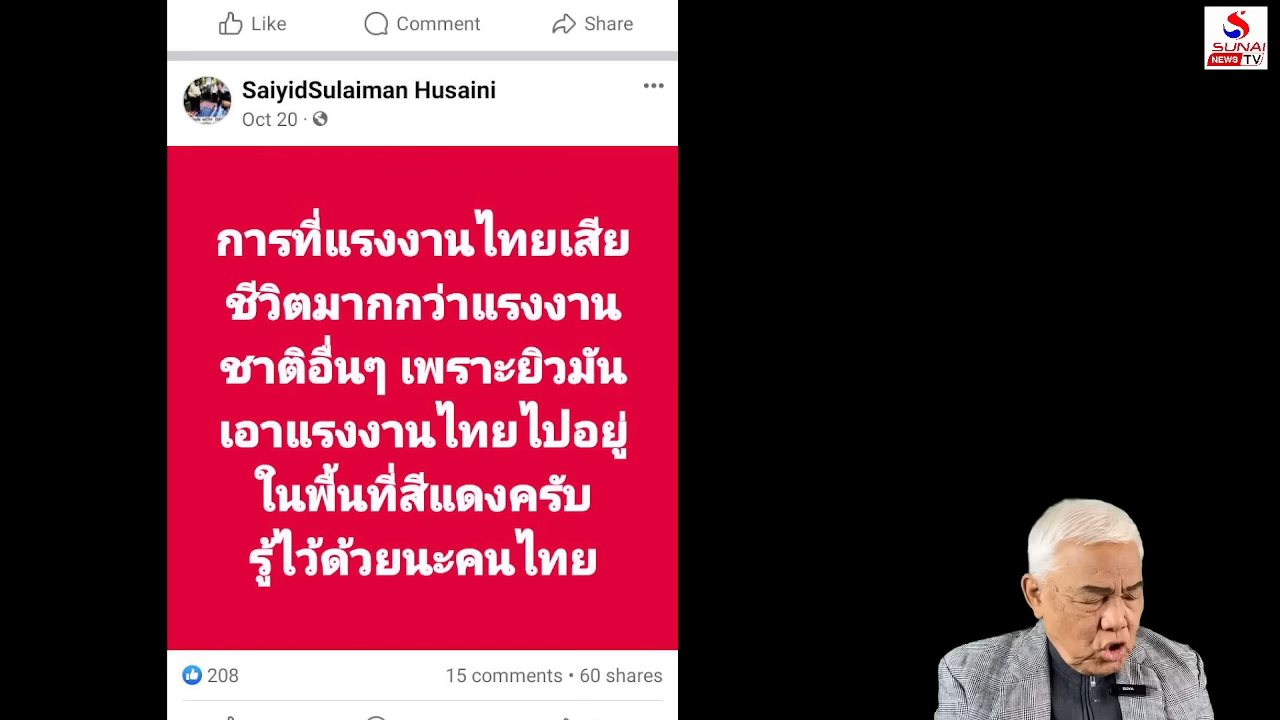 Like Comment Share
SUNAI
NEWS TV
SaiyidSulaiman Husaini
Oct 20 ·
การที่แรงงานไทยเสีย
ชีวิตมากกว่าแรงงาน
ชาติอื่นๆ เพราะยิวมัน
เอาแรงงานไทยไปอยู่
ในพื้นที่สีแดงครับ
รู้ไว้ด้วยนะคนไทย
208 15 comments • 60 shares